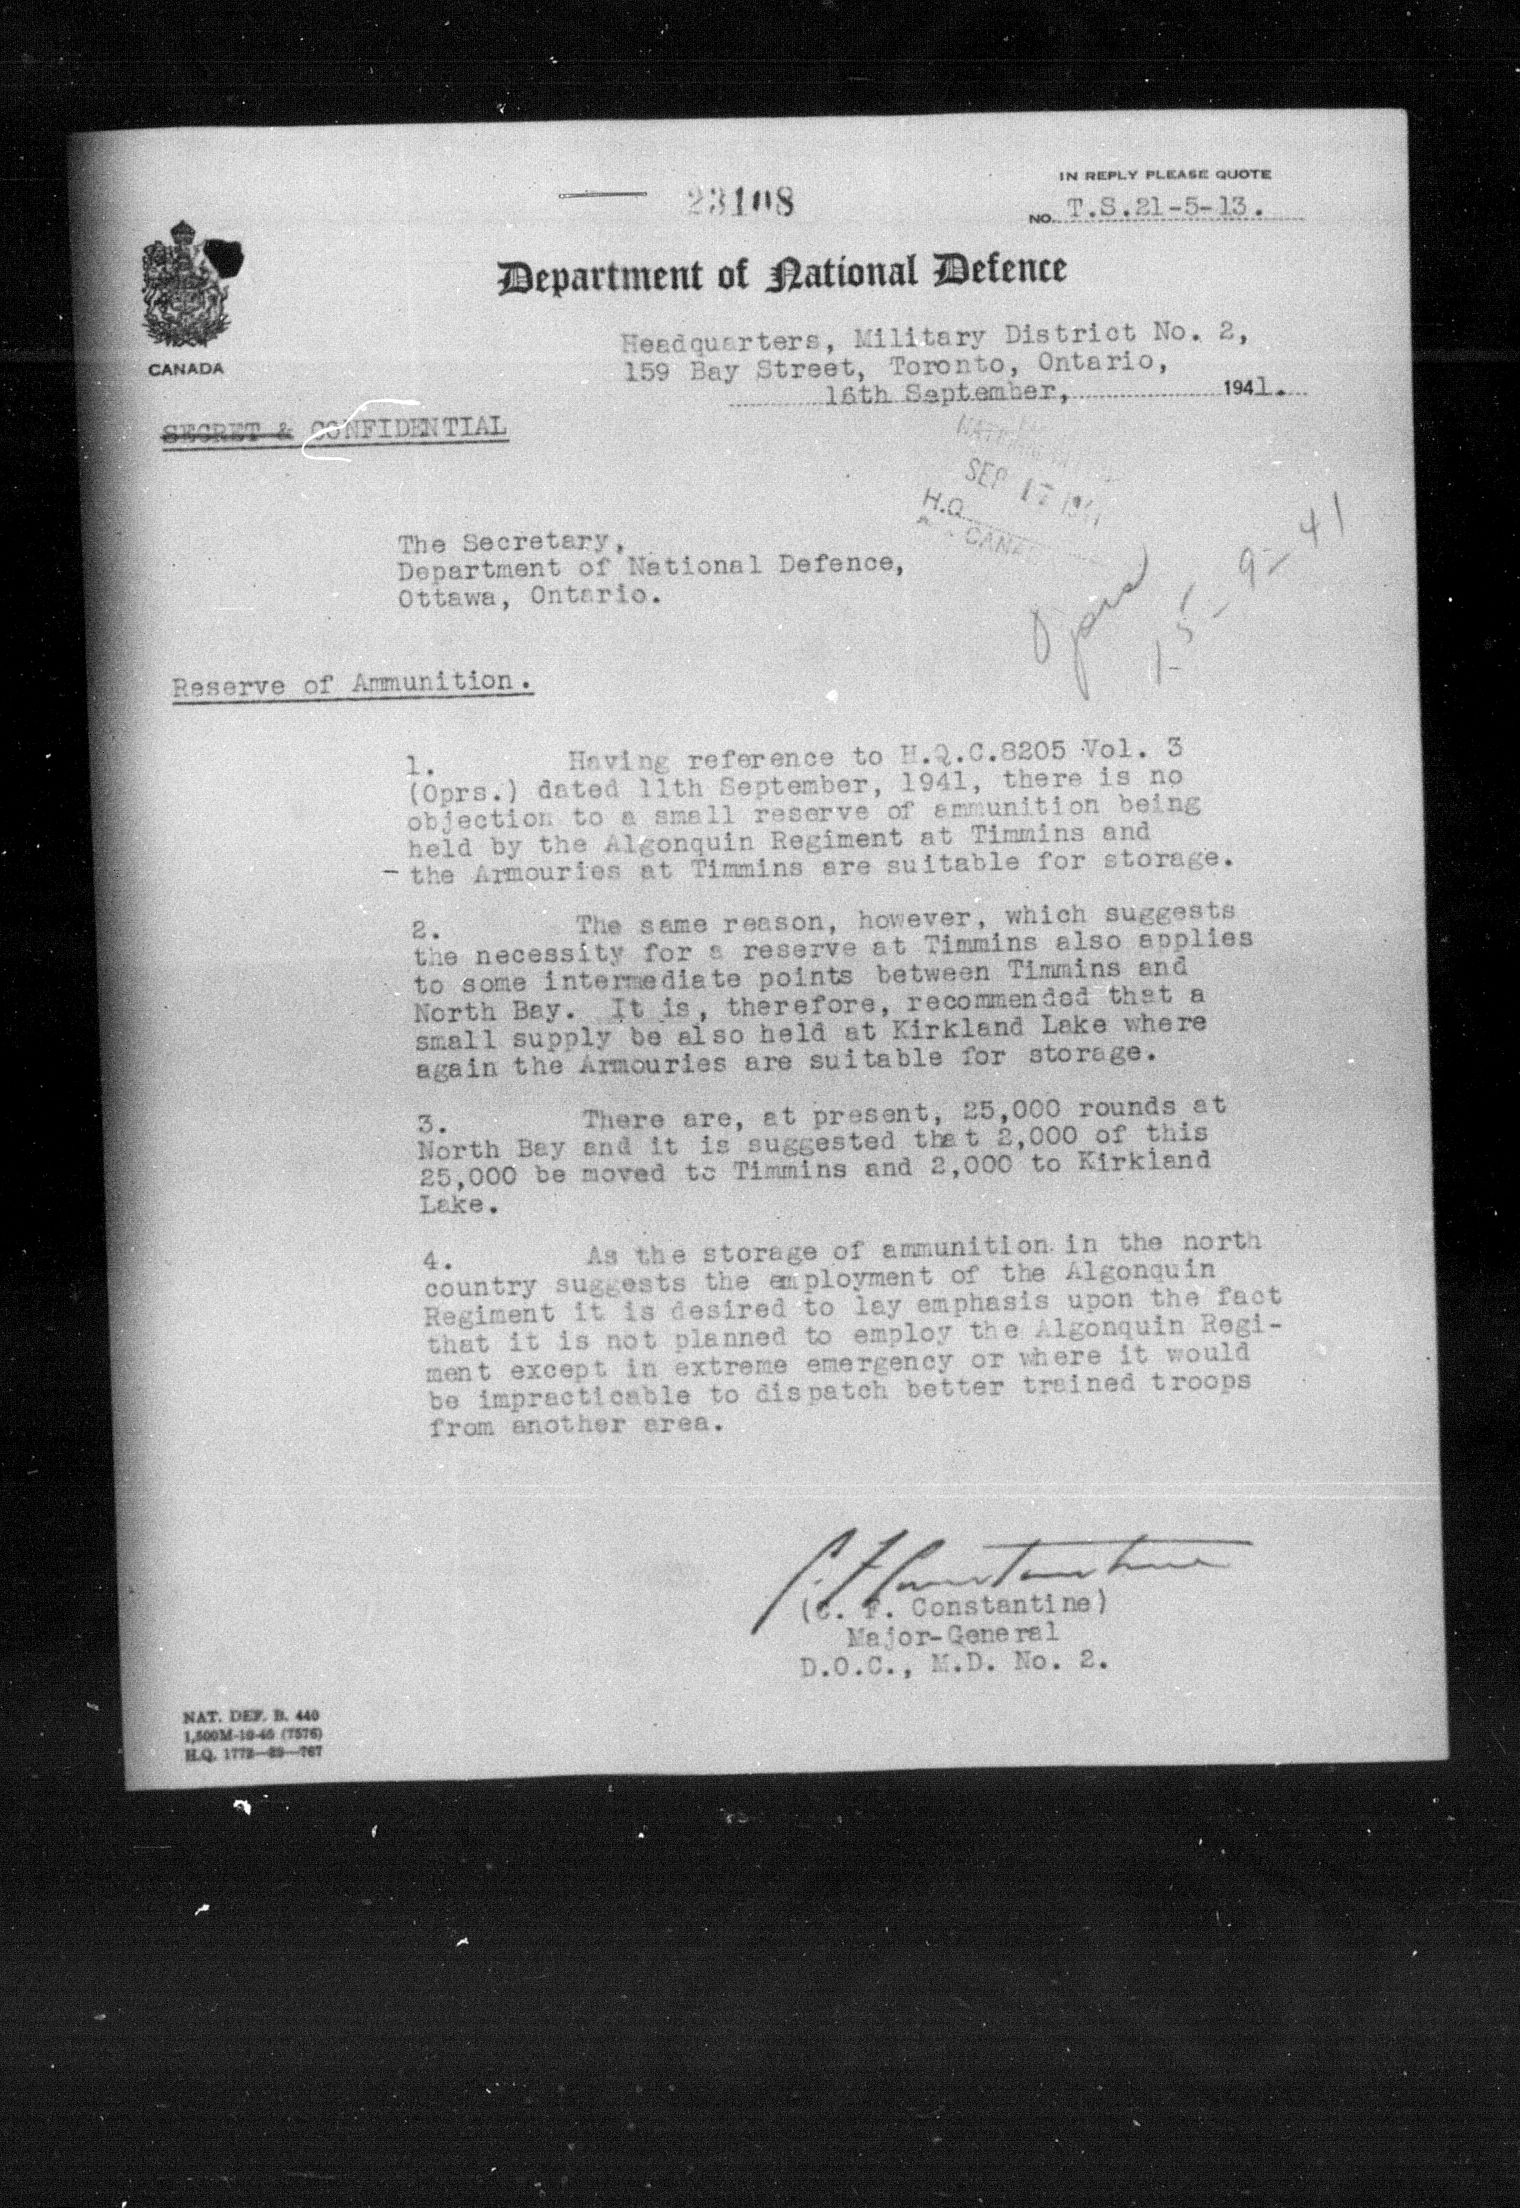 23108
IN REPLY PLEASE QUOTE
NO. T.S.21-5-13.
Department of National Defence
CANADA
Headquarters, Military District No. 2,
159 Bay Street, Toronto, Ontario,
16th September, 1941.
SECRET & CONFIDENTIAL
SEP 17 1941
H.Q.
The Secretary,
Department of National Defence,
Ottawa, Ontario.
9-41
Reserve of Ammunition.
1. Having reference to H.Q.C.8205 Vol. 3
(Oprs.) dated 11th September, 1941, there is no
objection to a small reserve of ammunition being
held by the Algonquin Regiment at Timmins and
- the Armouries at Timmins are suitable for storage.
2. The same reason, however, which suggests
the necessity for a reserve at Timmins also applies
to some intermediate points between Timmins and
North Bay. It is, therefore, recommended that a
small supply be also held at Kirkland Lake where
again the Armouries are suitable for storage.
3. There are, at present, 25,000 rounds at
North Bay and it is suggested that 2,000 of this
25,000 be moved to Timmins and 2,000 to Kirkland
Lake.
4. As the storage of ammunition in the north
country suggests the employment of the Algonquin
Regiment it is desired to lay emphasis upon the fact
that it is not planned to employ the Algonquin Regi-
ment except in extreme emergency or where it would
be impracticable to dispatch better trained troops
from another area.
C. F. Constantine
(C. F. Constantine)
Major-General
D.O.C., M.D. No. 2.
NAT. DEF. B. 440
1,500M-10-40 (7576)
H.Q. 1772-39-767